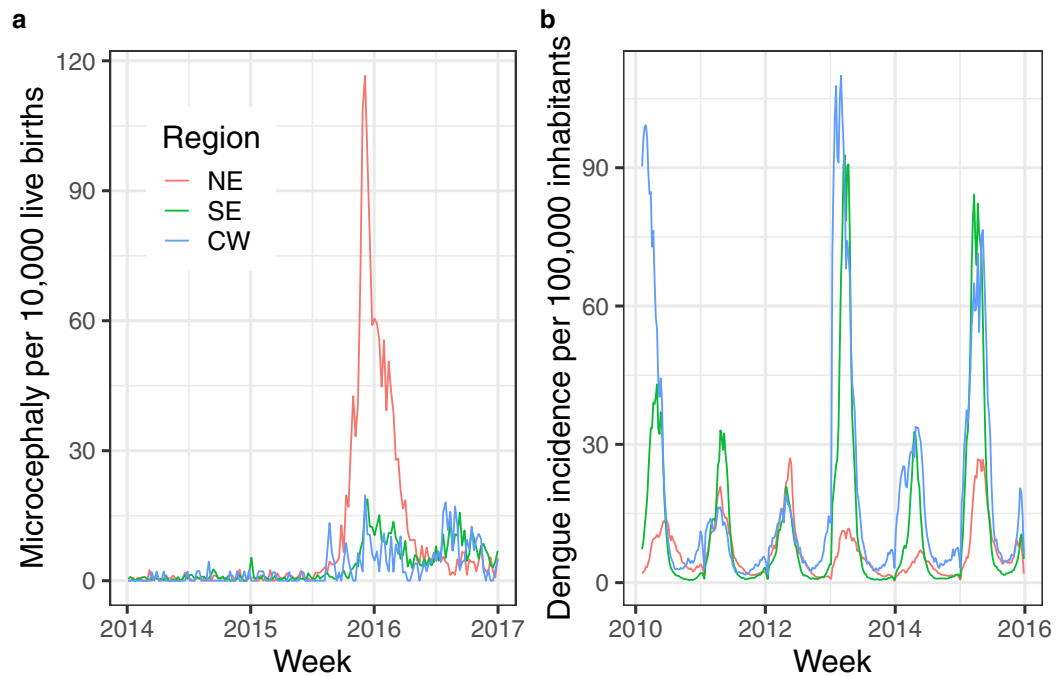 a
Microcephaly per 10,000 live births
120
90
60
30
0
Region
NE
SE
CW
2014
2015
2016
2017
Week
b
Dengue incidence per 100,000 inhabitants
90
60
30
0
2010
2012
2014
2016
Week